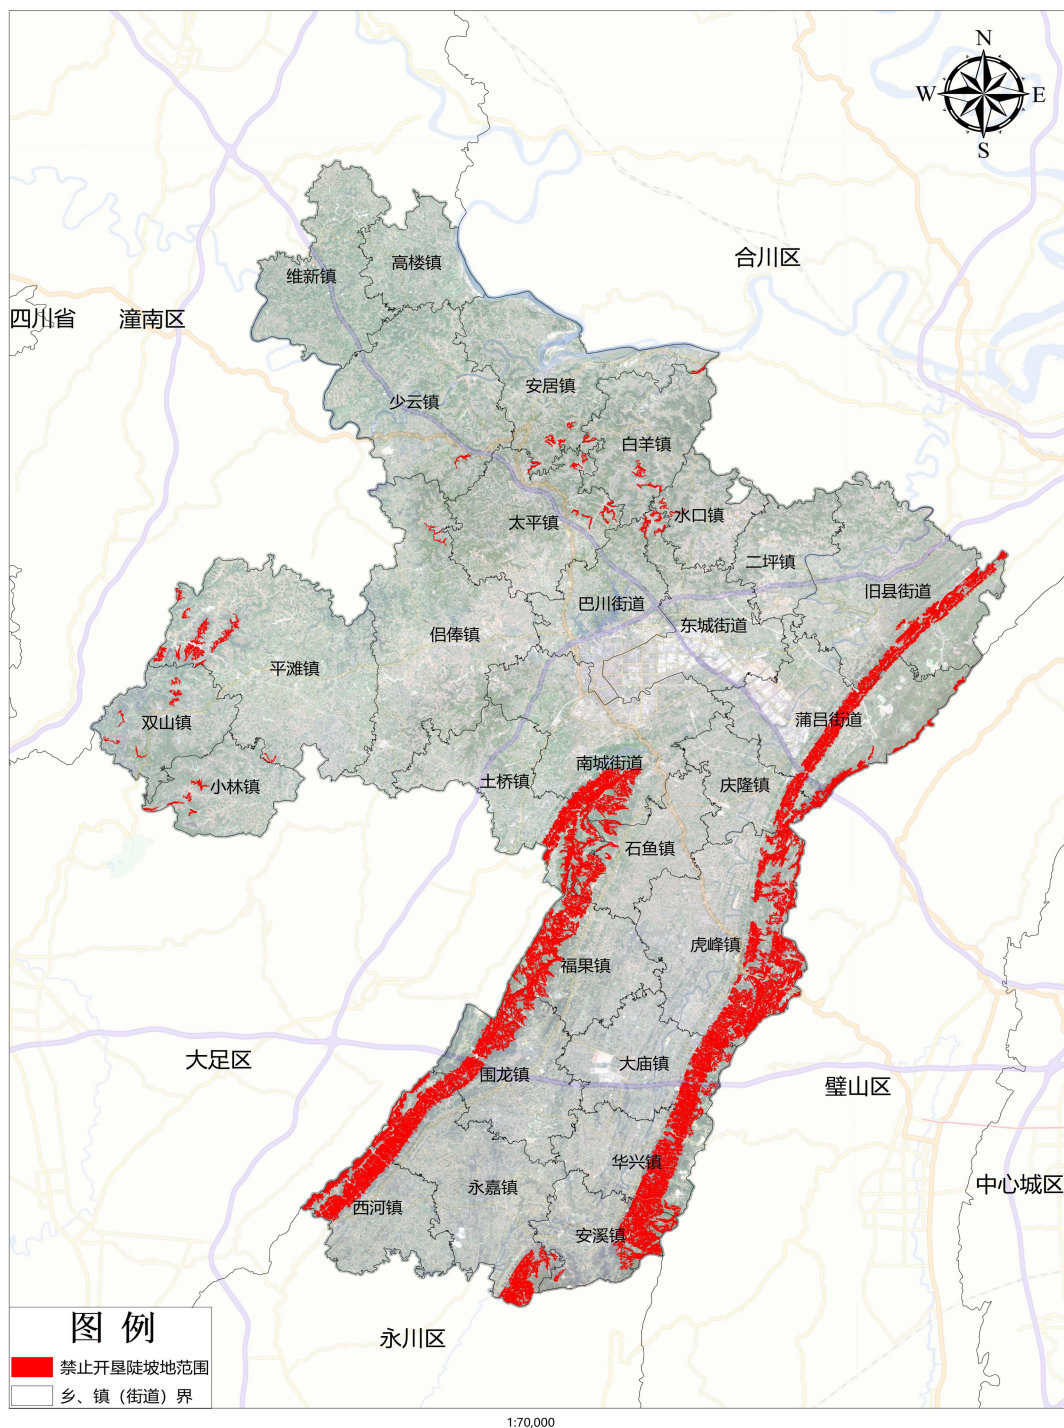 N
W
E
S
合川区
高楼镇
维新镇
四川省
潼南区
安居镇
少云镇
白羊镇
水口镇
太平镇
二坪镇
旧县街道
巴川街道
东城街道
侣俸镇
平滩镇
蒲吕街道
双山镇
南城街道
土桥镇
庆隆镇
小林镇
石鱼镇
虎峰镇
福果镇
大足区
大庙镇
围龙镇
璧山区
华兴镇
中心城区
永嘉镇
西河镇
安溪镇
永川区
图 例
禁止开垦陡坡地范围
乡、镇（街道）界
1:70,000